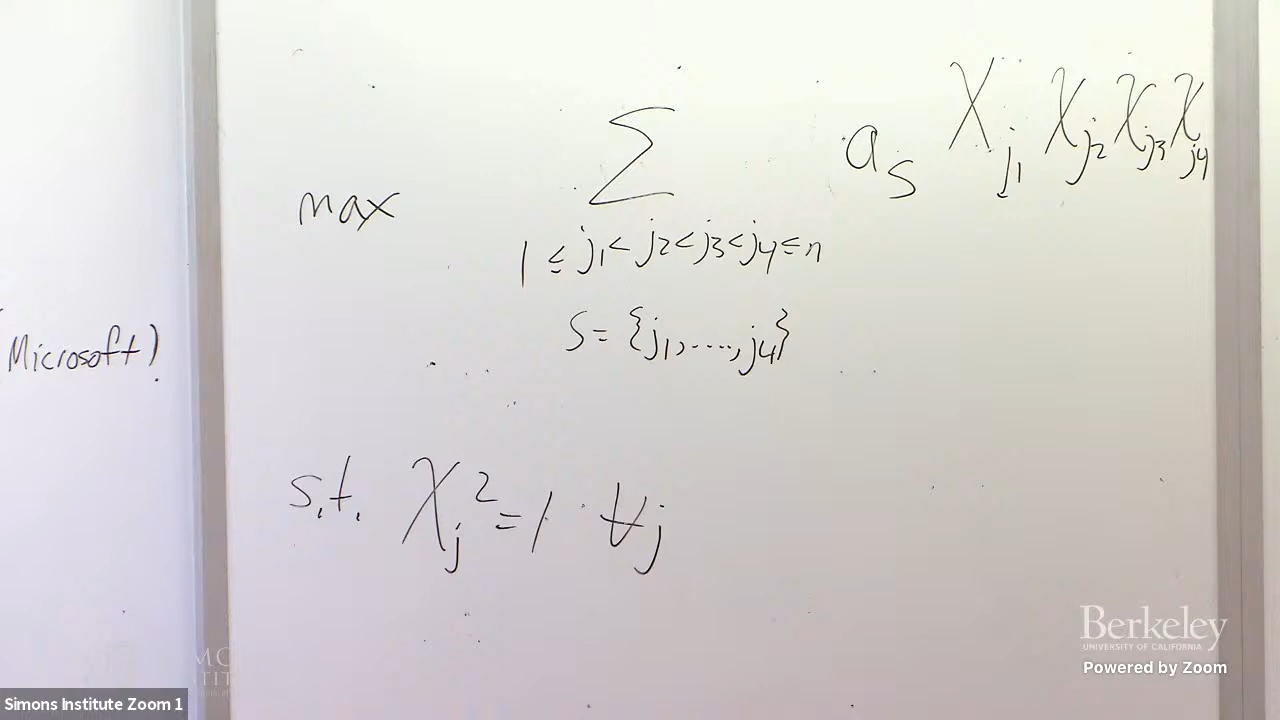 max ∑ a_S X_{j1} X_{j2} X_{j3} X_{j4}
1 ≤ j1 < j2 < j3 < j4 ≤ n
S = {j1, ...., j4}
s.t. X_j^2 = 1 ∀j
Microsoft)
Berkeley
UNIVERSITY OF CALIFORNIA
Powered by Zoom
Simons Institute Zoom 1